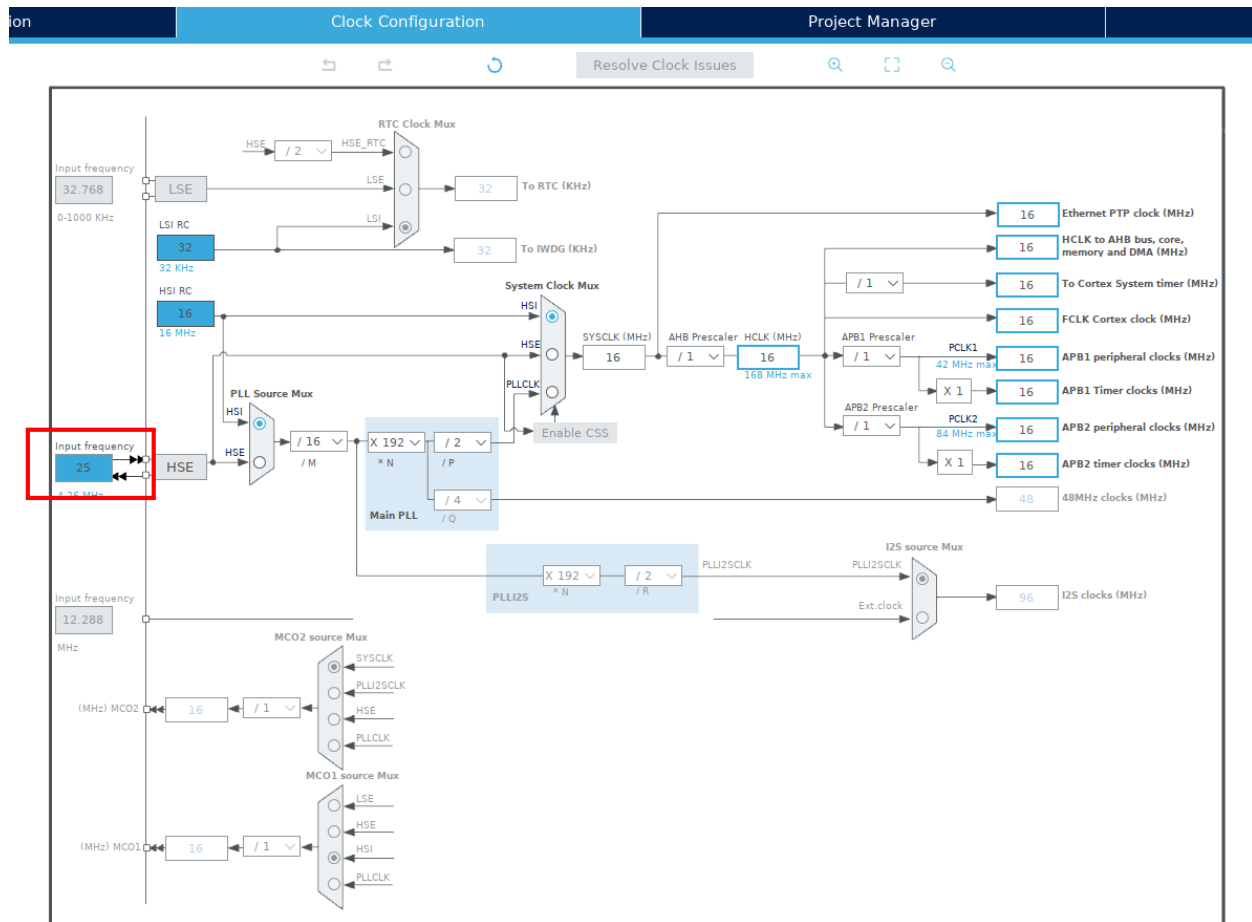 ion
Clock Configuration
Project Manager
Resolve Clock Issues
RTC Clock Mux
HSE
/ 2
HSE_RTC
Input frequency
32.768
0-1000 KHz
LSE
LSE
32
To RTC (KHz)
LSI RC
32
32 KHz
LSI
32
To IWDG (KHz)
16
Ethernet PTP clock (MHz)
16
HCLK to AHB bus, core,
memory and DMA (MHz)
/ 1
16
To Cortex System timer (MHz)
16
FCLK Cortex clock (MHz)
HSI RC
16
16 MHz
System Clock Mux
HSI
HSE
PLLCLK
SYSCLK (MHz)
16
AHB Prescaler
/ 1
HCLK (MHz)
16
168 MHz max
APB1 Prescaler
/ 1
PCLK1
42 MHz max
16
APB1 peripheral clocks (MHz)
X 1
16
APB1 Timer clocks (MHz)
APB2 Prescaler
/ 1
PCLK2
84 MHz max
16
APB2 peripheral clocks (MHz)
X 1
16
APB2 timer clocks (MHz)
PLL Source Mux
HSI
HSE
Input frequency
25
4-26 MHz
HSE
/ 16
/ M
X 192
* N
/ 2
/ P
Enable CSS
/ 4
/ Q
Main PLL
48
48MHz clocks (MHz)
X 192
* N
/ 2
/ R
PLLI2S
PLLI2SCLK
I2S source Mux
PLLI2SCLK
Ext.clock
96
I2S clocks (MHz)
Input frequency
12.288
MHz
MCO2 source Mux
SYSCLK
PLLI2SCLK
HSE
PLLCLK
(MHz) MCO2
16
/ 1
MCO1 source Mux
LSE
HSE
HSI
PLLCLK
(MHz) MCO1
16
/ 1